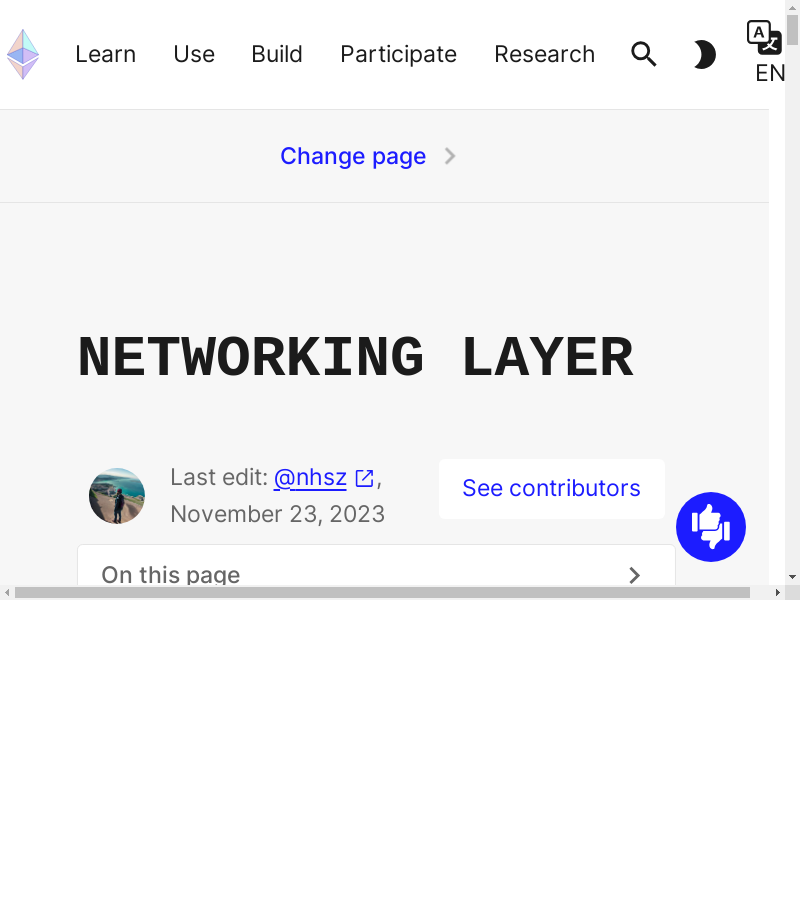 Learn Use Build Participate Research
A 文
EN
Change page
NETWORKING LAYER
Last edit: @nhsz,
November 23, 2023
See contributors
On this page